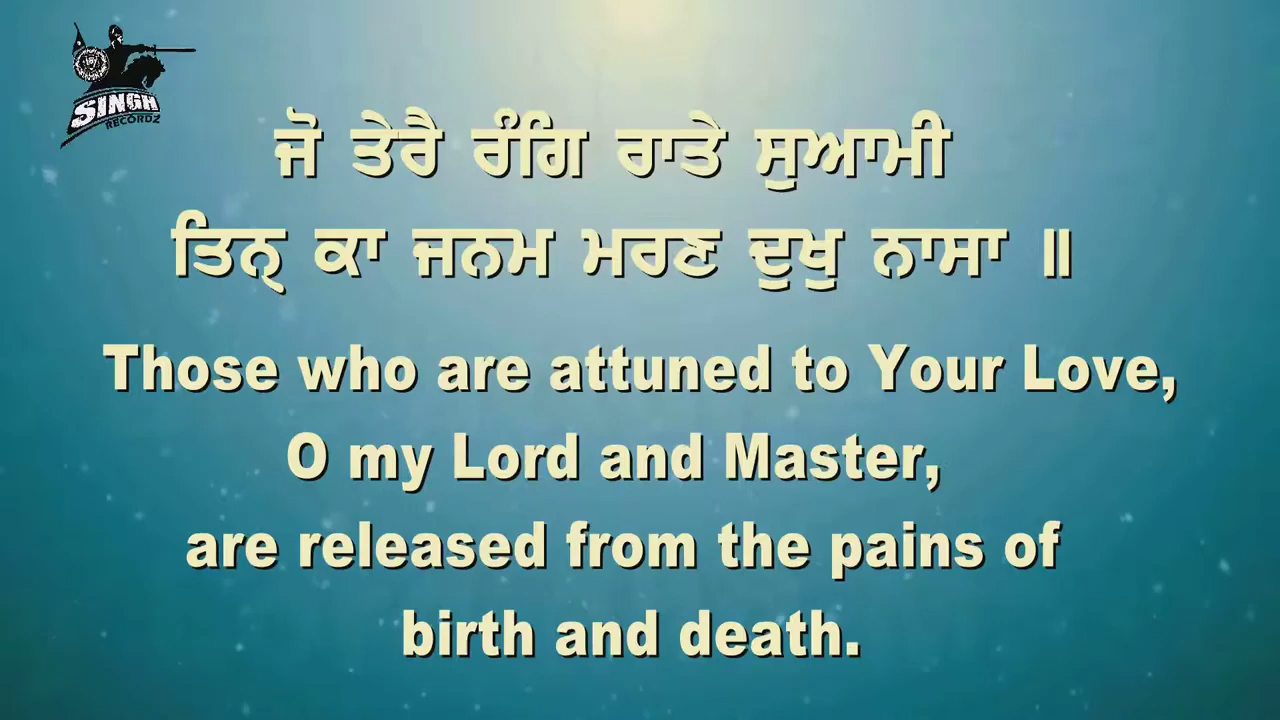 SINGH
RECORDZ
ਜੋ ਤੇਰੈ ਰੰਗਿ ਰਾਤੇ ਸੁਆਮੀ
ਤਿਨ੍ ਕਾ ਜਨਮ ਮਰਣ ਦੁਖੁ ਨਾਸਾ ॥
Those who are attuned to Your Love,
O my Lord and Master,
are released from the pains of
birth and death.